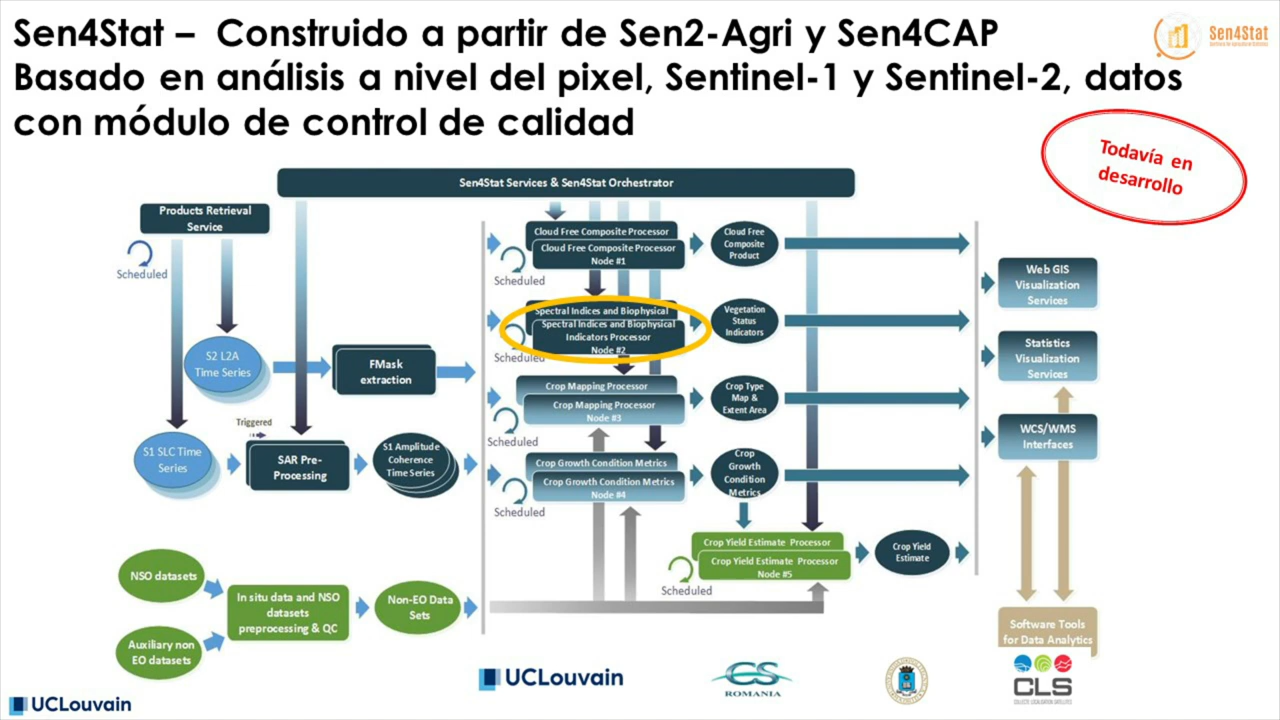 Sen4Stat – Construido a partir de Sen2-Agri y Sen4CAP
Basado en análisis a nivel del pixel, Sentinel-1 y Sentinel-2, datos
con módulo de control de calidad
Sen4Stat
Todavía en
desarrollo
Sen4Stat Services & Sen4Stat Orchestrator
Products Retrieval
Service
Scheduled
Cloud Free Composite Processor
Cloud Free Composite Processor
Node #1
Scheduled
Cloud Free
Composite
Product
Web GIS
Visualization
Services
Spectral Indices and Biophysical
Spectral Indices and Biophysical
Indicators Processor
Node #2
Scheduled
Vegetation
Status
Indicators
Statistics
Visualization
Services
S2 L2A
Time Series
FMask
extraction
Crop Mapping Processor
Crop Mapping Processor
Node #3
Scheduled
Crop Type
Map &
Extent Area
WCS/WMS
Interfaces
Triggered
S1 SLC Time
Series
SAR Pre-
Processing
S1 Amplitude
Coherence
Time Series
Crop Growth Condition Metrics
Crop Growth Condition Metrics
Node #4
Scheduled
Crop
Growth
Condition
Metrics
Crop Yield Estimate Processor
Crop Yield Estimate Processor
Node #5
Scheduled
Crop Yield
Estimate
NSO datasets
In situ data and NSO
datasets
preprocessing & QC
Non-EO Data
Sets
Auxiliary non
EO datasets
Software Tools
for Data Analytics
UCLouvain
CS
ROMANIA
CLS
COLLECTE LOCALISATION SATELLITES
UCLouvain